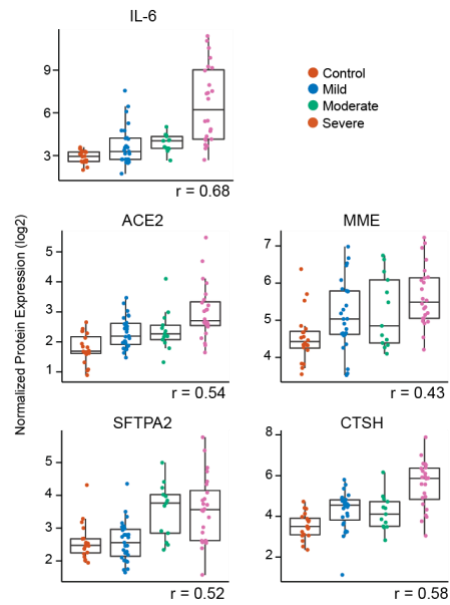 IL-6
9
6
3
Control
Mild
Moderate
Severe
r = 0.68
Normalized Protein Expression (log2)
ACE2
5
4
3
2
1
r = 0.54
MME
7
6
5
4
r = 0.43
SFTPA2
5
4
3
2
r = 0.52
CTSH
8
6
4
2
r = 0.58